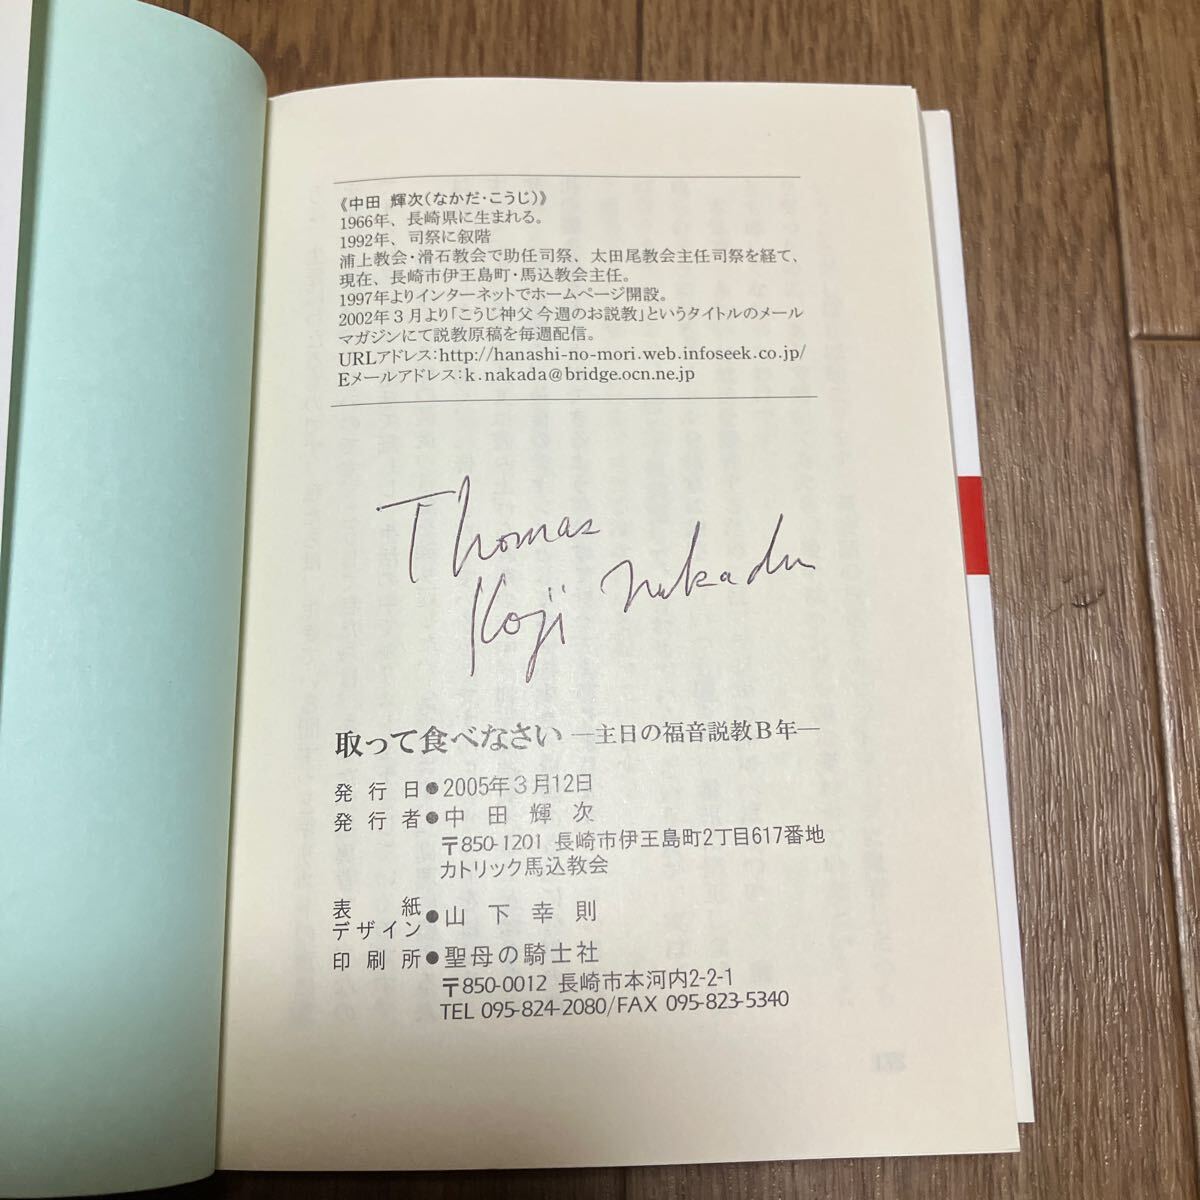 《中田 輝次(なかだ・こうじ)》
1966年、長崎県に生まれる。
1992年、司祭に叙階
浦上教会・滑石教会で助任司祭、太田尾教会主任司祭を経て、
現在、長崎市伊王島町・馬込教会主任。
1997年よりインターネットでホームページ開設。
2002年3月より「こうじ神父 今週のお説教」というタイトルのメール
マガジンにて説教原稿を毎週配信。
URLアドレス:http://hanashi-no-mori.web.infoseek.co.jp/
Eメールアドレス:k.nakada@bridge.ocn.ne.jp
Thomas
Koji Nakada
取って食べなさい ―主日の福音説教B年―
発行日●2005年3月12日
発行者●中田輝次
〒850-1201 長崎市伊王島町2丁目617番地
カトリック馬込教会
表紙
デザイン●山下幸則
印刷所●聖母の騎士社
〒850-0012 長崎市本河内2-2-1
TEL 095-824-2080/FAX 095-823-5340